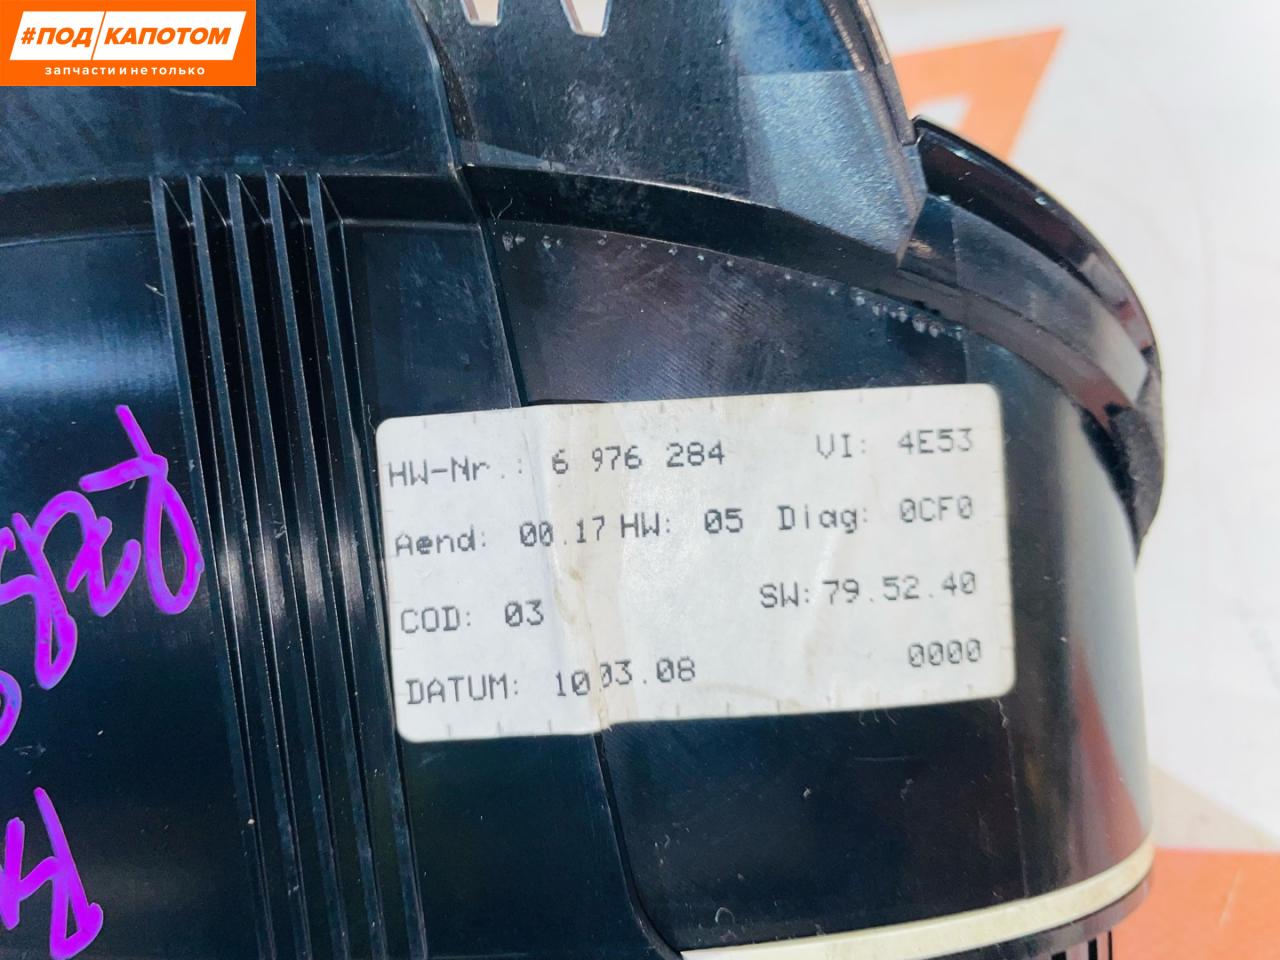 #ПОД КАПОТОМ
запчасти и не только
HW-Nr.: 6 976 284 VI: 4E53
Aend: 00.17 HW: 05 Diag: 0CF0
COD: 03 SW: 79.52.40
DATUM: 10.03.08 0000